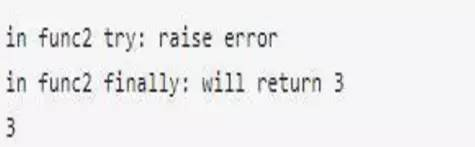 in func2 try: raise error
in func2 finally: will return 3
3